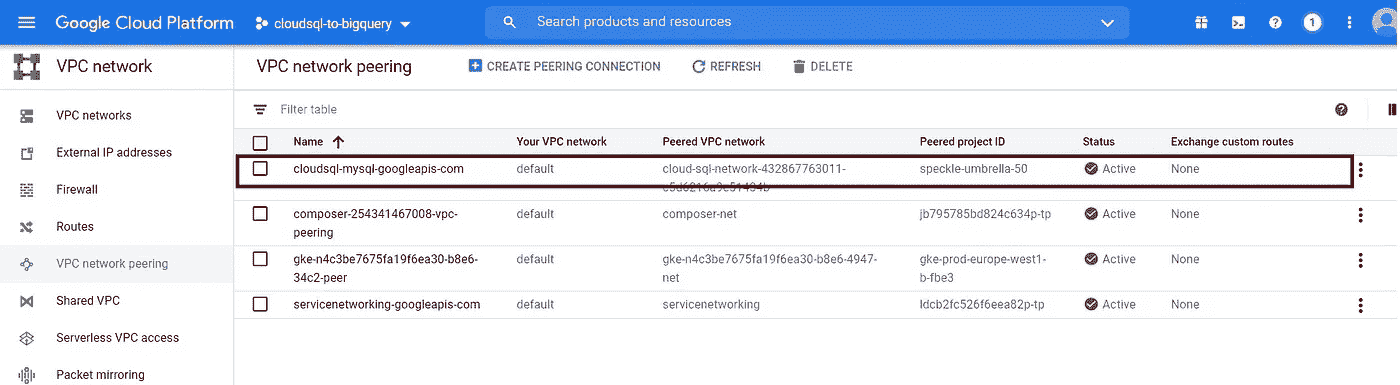 Google Cloud Platform
cloudsql-to-bigquery
Search products and resources
1
VPC network
VPC network peering
CREATE PEERING CONNECTION
REFRESH
DELETE
VPC networks
External IP addresses
Firewall
Routes
VPC network peering
Shared VPC
Serverless VPC access
Packet mirroring
Filter table
Name Your VPC network Peered VPC network Peered project ID Status Exchange custom routes
cloudsql-mysql-googleapis-com default cloud-sql-network-432867763011- speckle-umbrella-50 Active None
composer-254341467008-vpc- default composer-net jb795785bd824c634p-tp Active None
peering
gke-n4c3be7675fa19f6ea30-b8e6- default gke-n4c3be7675fa19f6ea30-b8e6-4947- gke-prod-europe-west1- Active None
34c2-peer net b-fbe3
servicenetworking-googleapis-com default servicenetworking ldcb2fc526f6eea82p-tp Active None